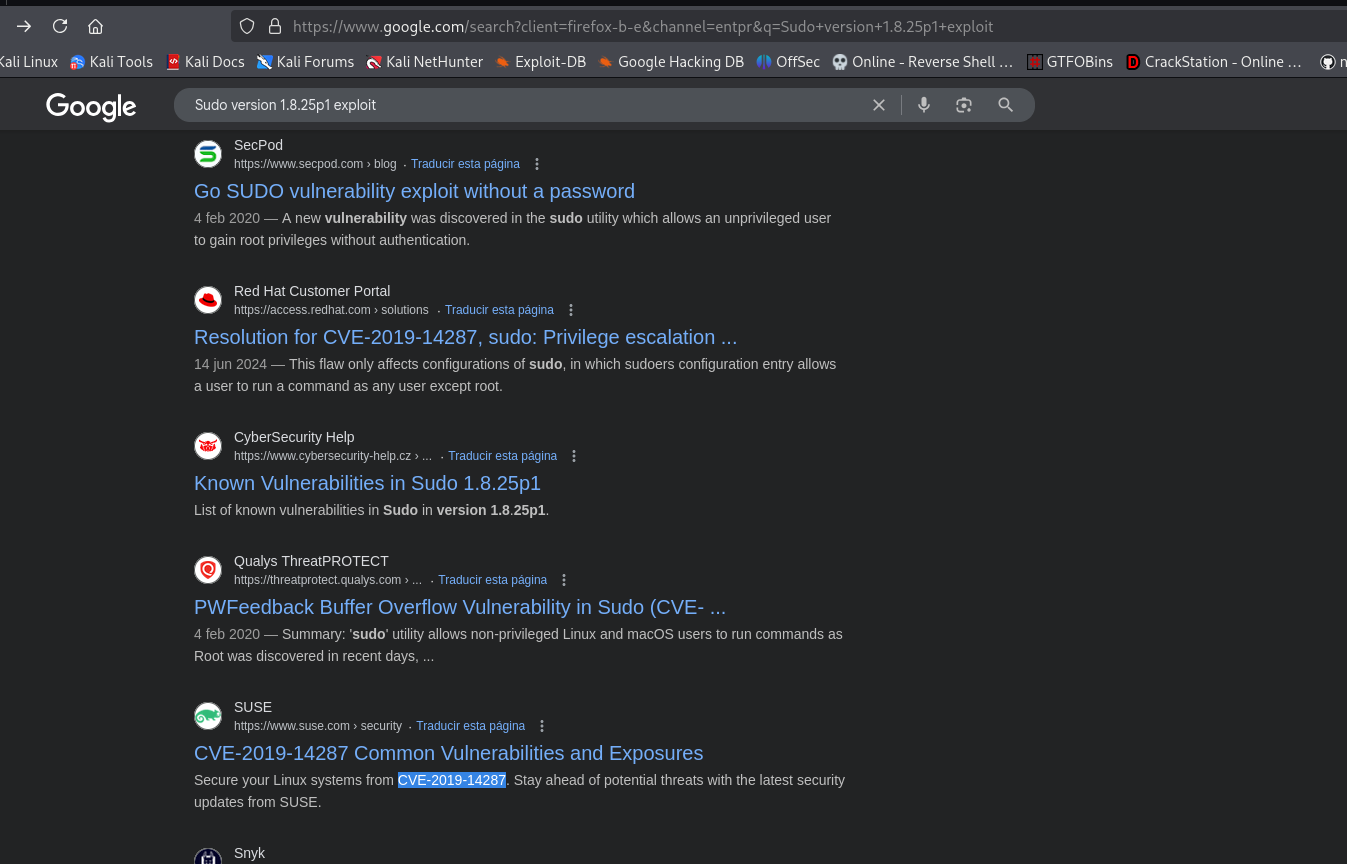 https://www.google.com/search?client=firefox-b-e&channel=entpr&q=Sudo+version+1.8.25p1+exploit
Kali Linux Kali Tools Kali Docs Kali Forums Kali NetHunter Exploit-DB Google Hacking DB OffSec Online - Reverse Shell ... GTFOBins CrackStation - Online ... n
Google Sudo version 1.8.25p1 exploit
SecPod
https://www.secpod.com › blog · Traducir esta página
Go SUDO vulnerability exploit without a password
4 feb 2020 — A new vulnerability was discovered in the sudo utility which allows an unprivileged user
to gain root privileges without authentication.
Red Hat Customer Portal
https://access.redhat.com › solutions · Traducir esta página
Resolution for CVE-2019-14287, sudo: Privilege escalation ...
14 jun 2024 — This flaw only affects configurations of sudo, in which sudoers configuration entry allows
a user to run a command as any user except root.
CyberSecurity Help
https://www.cybersecurity-help.cz › ... · Traducir esta página
Known Vulnerabilities in Sudo 1.8.25p1
List of known vulnerabilities in Sudo in version 1.8.25p1.
Qualys ThreatPROTECT
https://threatprotect.qualys.com › ... · Traducir esta página
PWFeedback Buffer Overflow Vulnerability in Sudo (CVE- ...
4 feb 2020 — Summary: 'sudo' utility allows non-privileged Linux and macOS users to run commands as
Root was discovered in recent days, ...
SUSE
https://www.suse.com › security · Traducir esta página
CVE-2019-14287 Common Vulnerabilities and Exposures
Secure your Linux systems from CVE-2019-14287. Stay ahead of potential threats with the latest security
updates from SUSE.
Snyk